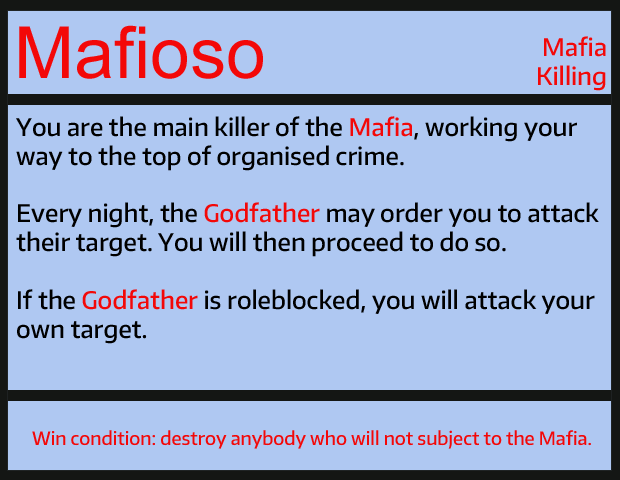 Mafioso
Mafia
Killing
You are the main killer of the Mafia, working your
way to the top of organised crime.
Every night, the Godfather may order you to attack
their target. You will then proceed to do so.
If the Godfather is roleblocked, you will attack your
own target.
Win condition: destroy anybody who will not subject to the Mafia.